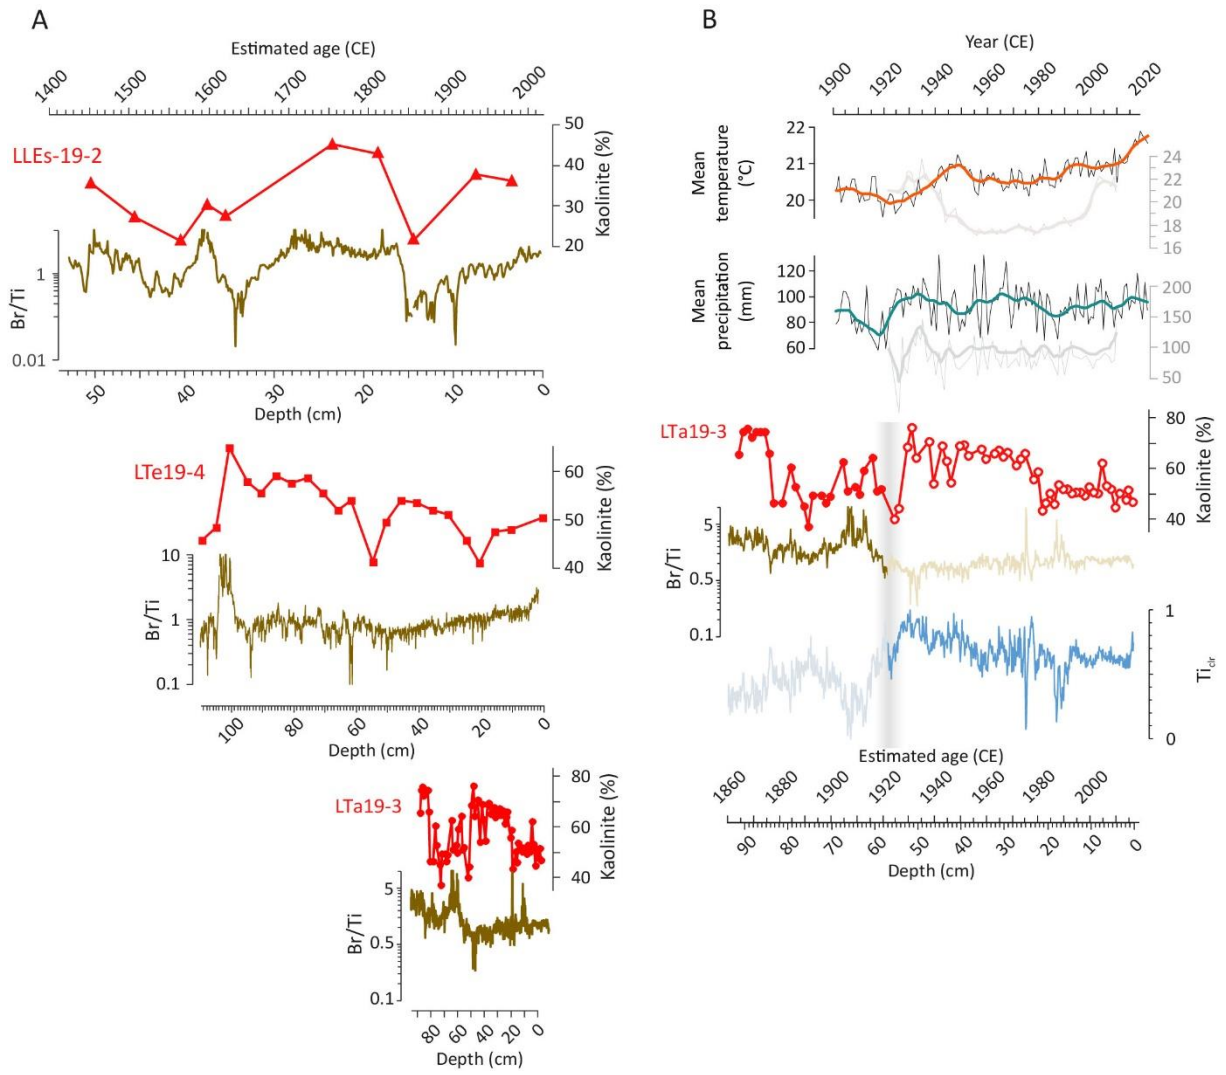 A
Estimated age (CE)
1400 1500 1600 1700 1800 1900 2000
LLEs-19-2
50
40
30
20
Kaolinite (%)
Br/Ti
1
0.01
50 40 30 20 10 0
Depth (cm)
LTe19-4
60
50
40
Kaolinite (%)
Br/Ti
10
1
0.1
100 80 60 40 20 0
Depth (cm)
LTa19-3
80
60
40
Kaolinite (%)
Br/Ti
5
0.5
0.1
80 60 40 20 0
Depth (cm)
B
Year (CE)
1900 1920 1940 1960 1980 2000 2020
Mean
temperature
(°C)
22
21
20
24
22
20
18
16
Mean
precipitation
(mm)
120
100
80
60
200
150
100
50
LTa19-3
80
60
40
Kaolinite (%)
Br/Ti
5
0.5
0.1
1
0
Ti clr
Estimated age (CE)
1860 1880 1900 1920 1940 1960 1980 2000
90 80 70 60 50 40 30 20 10 0
Depth (cm)